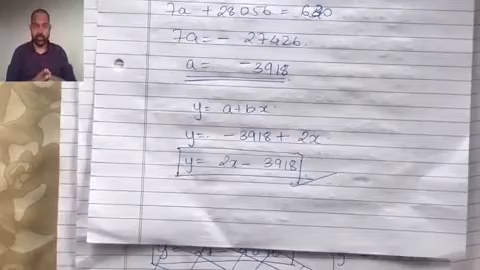 7a + 28056 = 630
7a = - 27426.
a = -3918
y = a+bx.
y = -3918 + 2x.
y = 2x - 3918